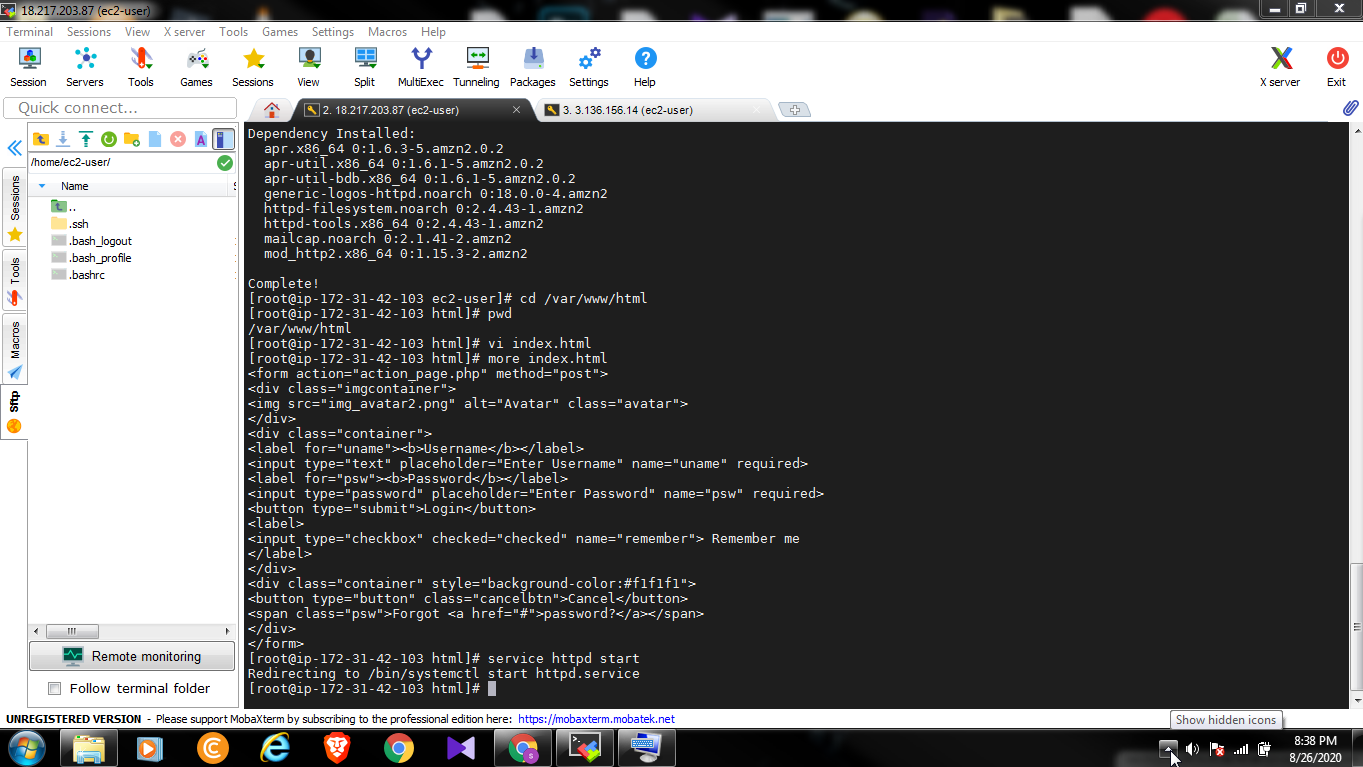 18.217.203.87 (ec2-user)
Terminal Sessions View X server Tools Games Settings Macros Help
Session Servers Tools Games Sessions View Split MultiExec Tunneling Packages Settings Help X server Exit
Quick connect...
2. 18.217.203.87 (ec2-user)
3. 3.136.156.14 (ec2-user)
/home/ec2-user/
Name
..
.ssh
.bash_logout
.bash_profile
.bashrc
Sessions
Tools
Macros
Sftp
Remote monitoring
Follow terminal folder
Dependency Installed:
apr.x86_64 0:1.6.3-5.amzn2.0.2
apr-util.x86_64 0:1.6.1-5.amzn2.0.2
apr-util-bdb.x86_64 0:1.6.1-5.amzn2.0.2
generic-logos-httpd.noarch 0:18.0.0-4.amzn2
httpd-filesystem.noarch 0:2.4.43-1.amzn2
httpd-tools.x86_64 0:2.4.43-1.amzn2
mailcap.noarch 0:2.1.41-2.amzn2
mod_http2.x86_64 0:1.15.3-2.amzn2
Complete!
[root@ip-172-31-42-103 ec2-user]# cd /var/www/html
[root@ip-172-31-42-103 html]# pwd
/var/www/html
[root@ip-172-31-42-103 html]# vi index.html
[root@ip-172-31-42-103 html]# more index.html
<form action="action_page.php" method="post">
<div class="imgcontainer">
<img src="img_avatar2.png" alt="Avatar" class="avatar">
</div>
<div class="container">
<label for="uname"><b>Username</b></label>
<input type="text" placeholder="Enter Username" name="uname" required>
<label for="psw"><b>Password</b></label>
<input type="password" placeholder="Enter Password" name="psw" required>
<button type="submit">Login</button>
<label>
<input type="checkbox" checked="checked" name="remember"> Remember me
</label>
</div>
<div class="container" style="background-color:#f1f1f1">
<button type="button" class="cancelbtn">Cancel</button>
<span class="psw">Forgot <a href="#">password?</a></span>
</div>
</form>
[root@ip-172-31-42-103 html]# service httpd start
Redirecting to /bin/systemctl start httpd.service
[root@ip-172-31-42-103 html]#
UNREGISTERED VERSION - Please support MobaXterm by subscribing to the professional edition here: https://mobaxterm.mobatek.net
Show hidden icons
8:38 PM
8/26/2020